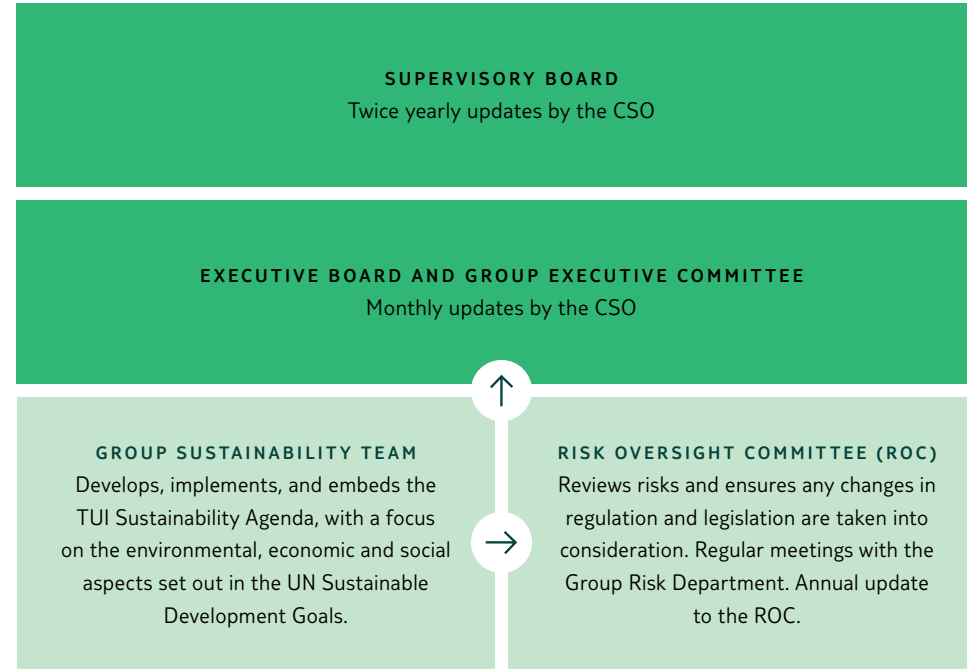 SUPERVISORY BOARD
Twice yearly updates by the CSO
EXECUTIVE BOARD AND GROUP EXECUTIVE COMMITTEE
Monthly updates by the CSO
GROUP SUSTAINABILITY TEAM
Develops, implements, and embeds the
TUI Sustainability Agenda, with a focus
on the environmental, economic and social
aspects set out in the UN Sustainable
Development Goals.
RISK OVERSIGHT COMMITTEE (ROC)
Reviews risks and ensures any changes in
regulation and legislation are taken into
consideration. Regular meetings with the
Group Risk Department. Annual update
to the ROC.